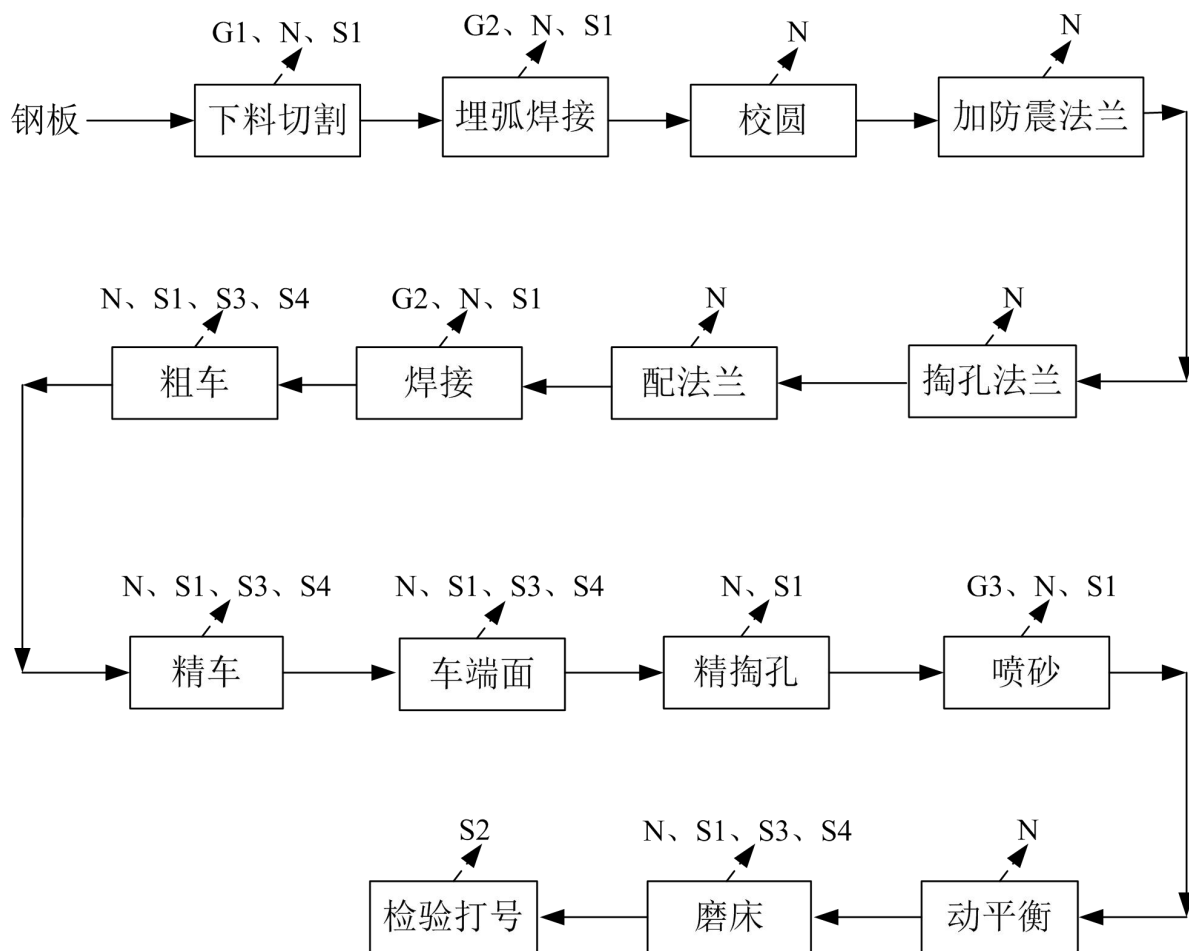 G1、N、S1
G2、N、S1
N
N
钢板
下料切割
埋弧焊接
校圆
加防震法兰
N、S1、S3、S4
G2、N、S1
N
N
粗车
焊接
配法兰
掏孔法兰
N、S1、S3、S4
N、S1、S3、S4
N、S1
G3、N、S1
精车
车端面
精掏孔
喷砂
S2
N、S1、S3、S4
N
检验打号
磨床
动平衡